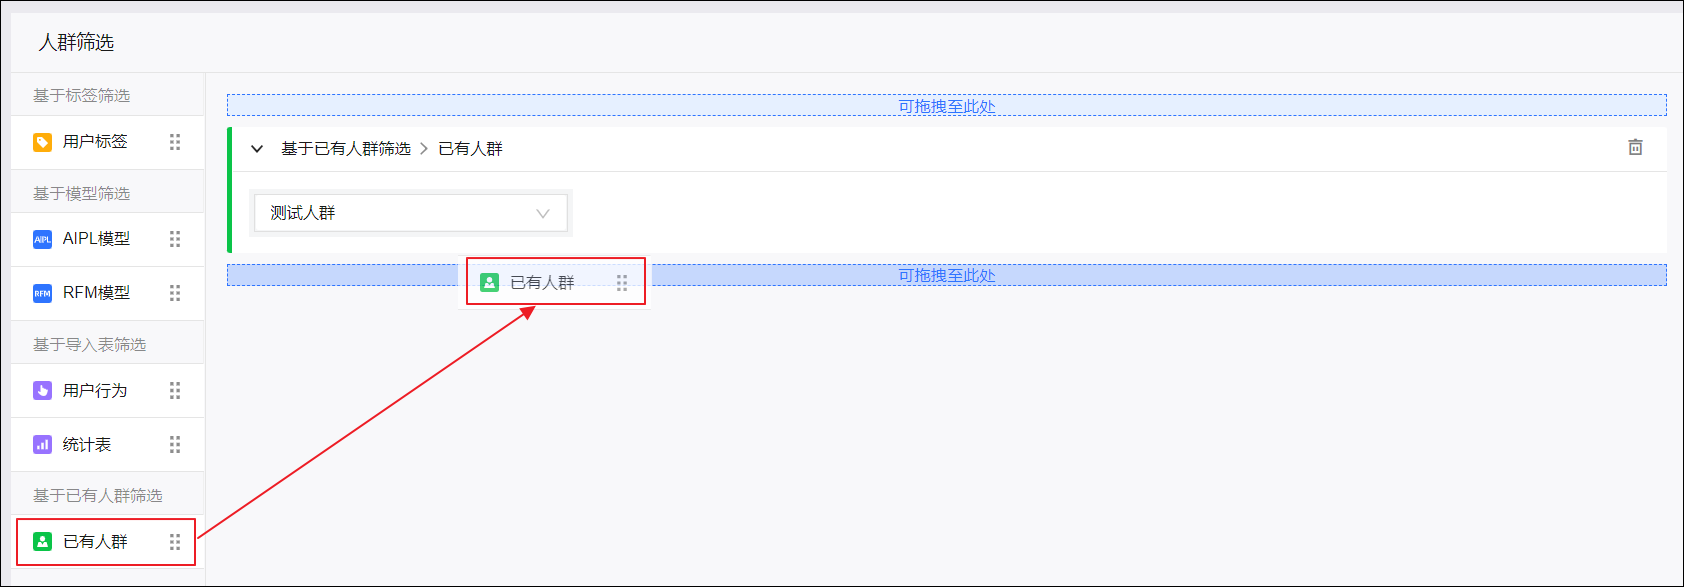 人群筛选
基于标签筛选
用户标签
基于模型筛选
AIPL AIPL模型
RFM RFM模型
基于导入表筛选
用户行为
统计表
基于已有人群筛选
已有人群
可拖拽至此处
基于已有人群筛选 > 已有人群
测试人群
可拖拽至此处
已有人群